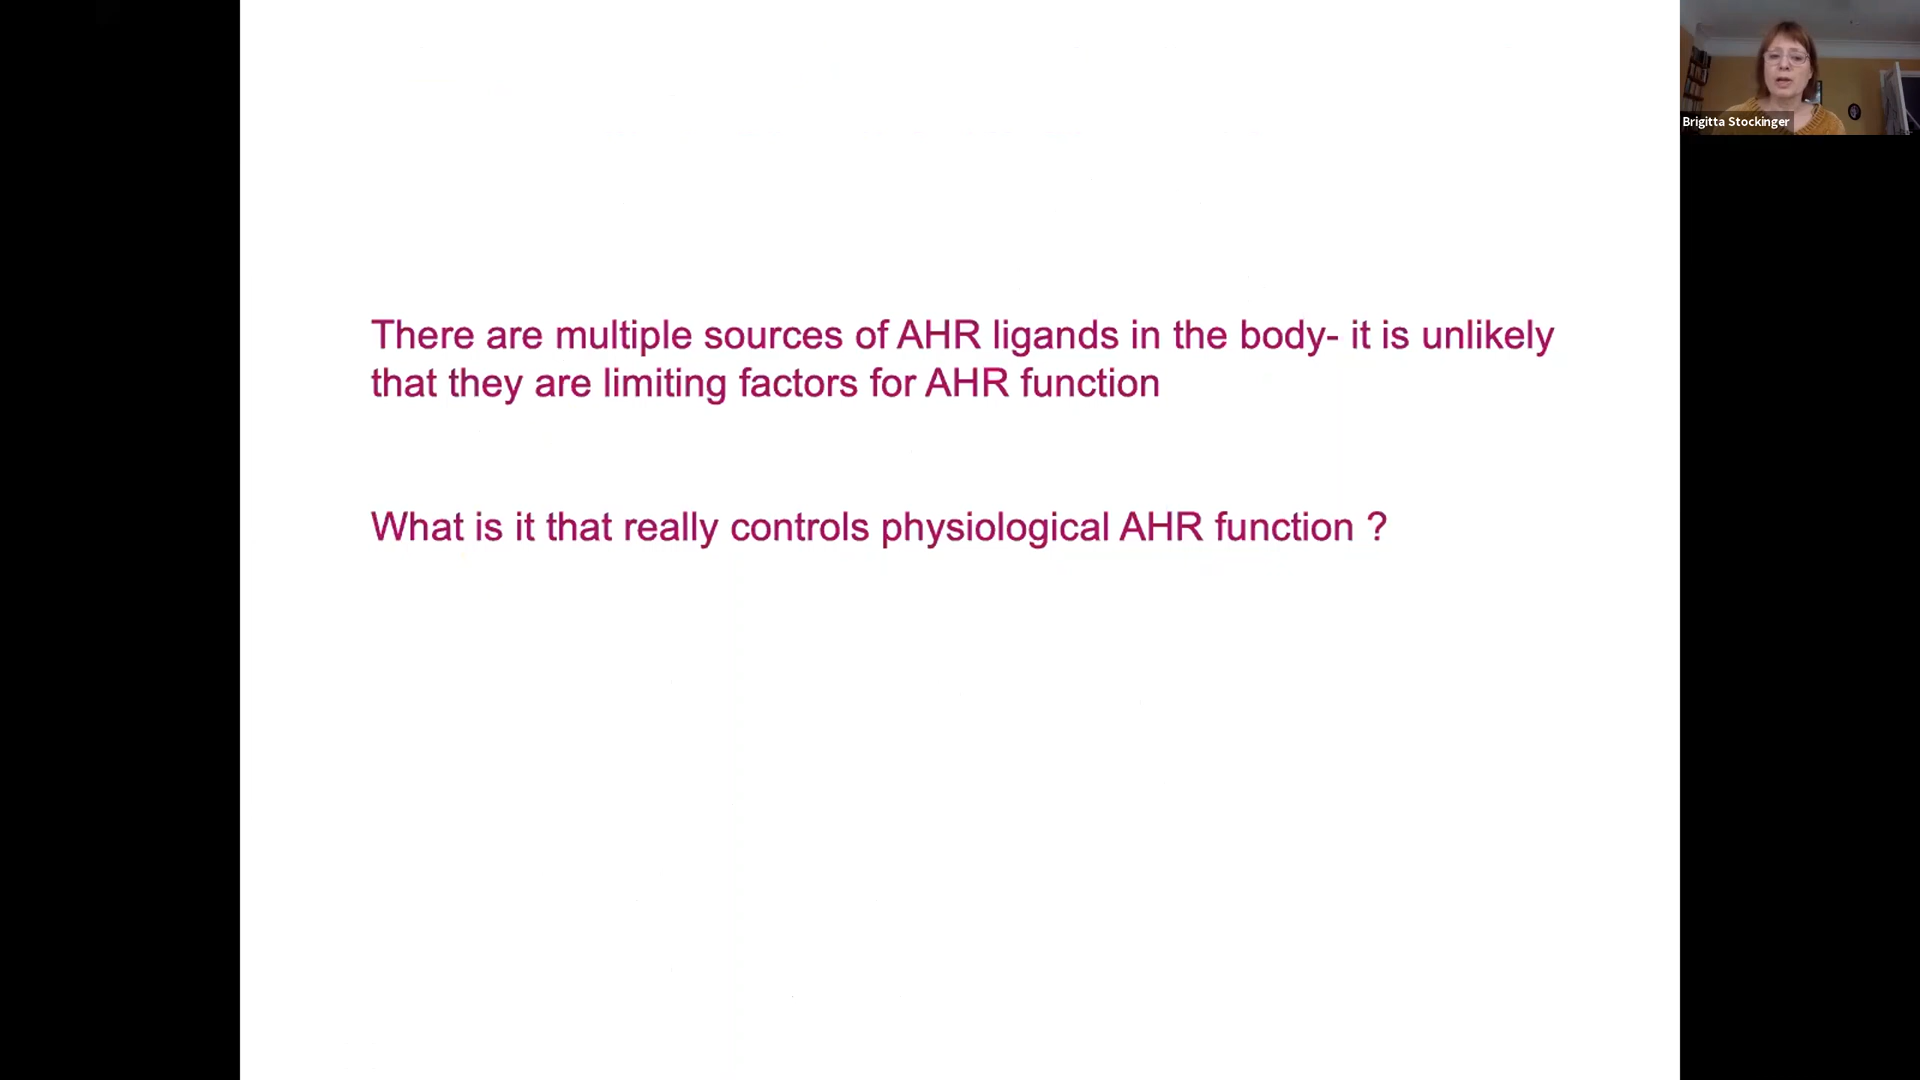 There are multiple sources of AHR ligands in the body- it is unlikely
that they are limiting factors for AHR function
What is it that really controls physiological AHR function ?
Brigitta Stockinger